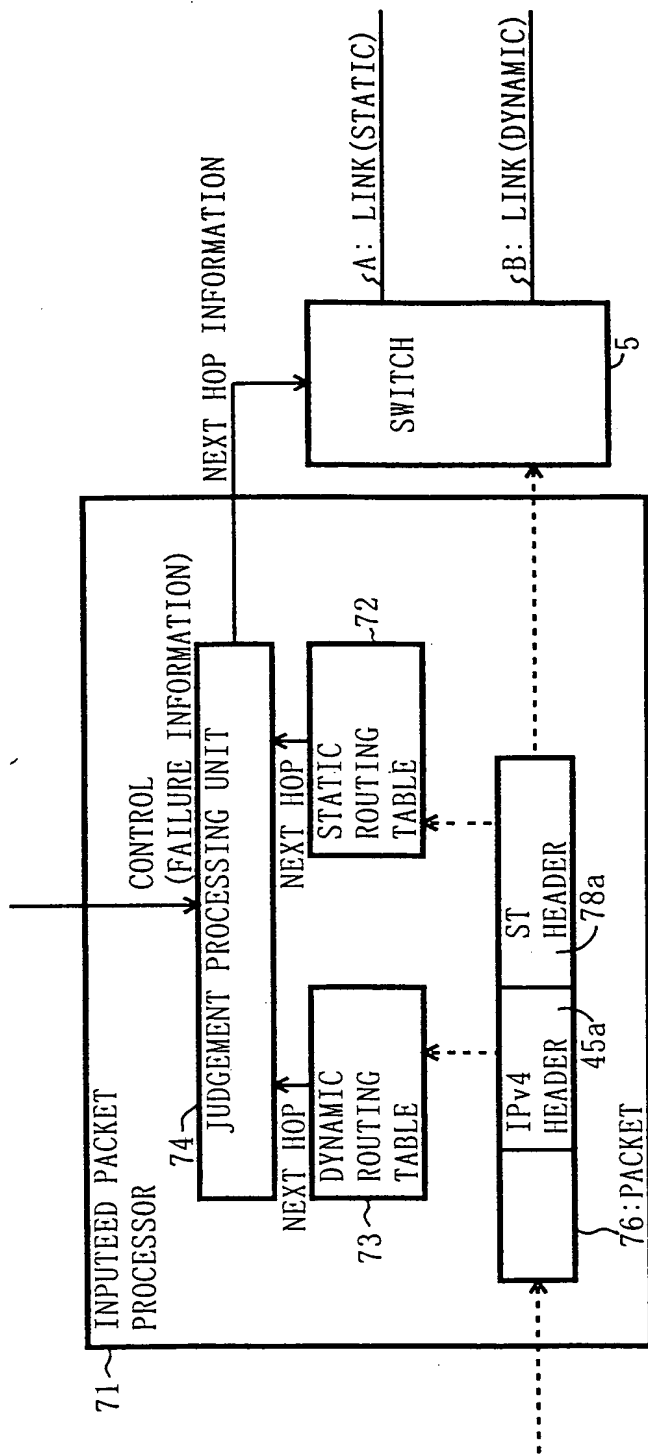 71
INPUTEED PACKET
PROCESSOR
CONTROL
(FAILURE INFORMATION)
74
JUDGEMENT PROCESSING UNIT
NEXT HOP INFORMATION
NEXT HOP
NEXT HOP
73
DYNAMIC
ROUTING
TABLE
STATIC
ROUTING
TABLE
72
SWITCH
5
A: LINK(STATIC)
B: LINK(DYNAMIC)
IPv4
HEADER
45a
ST
HEADER
78a
76:PACKET